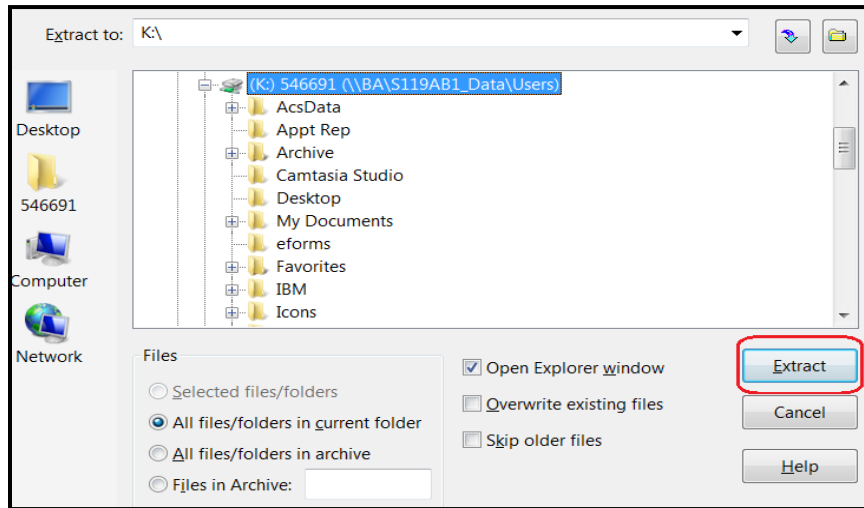 Extract to: K:\
(K:) 546691 (\\BA\S119AB1_Data\Users)
AcsData
Appt Rep
Archive
Camtasia Studio
Desktop
My Documents
eforms
Favorites
IBM
Icons
Desktop
546691
Computer
Network
Files
Selected files/folders
All files/folders in current folder
All files/folders in archive
Files in Archive:
Open Explorer window
Overwrite existing files
Skip older files
Extract
Cancel
Help